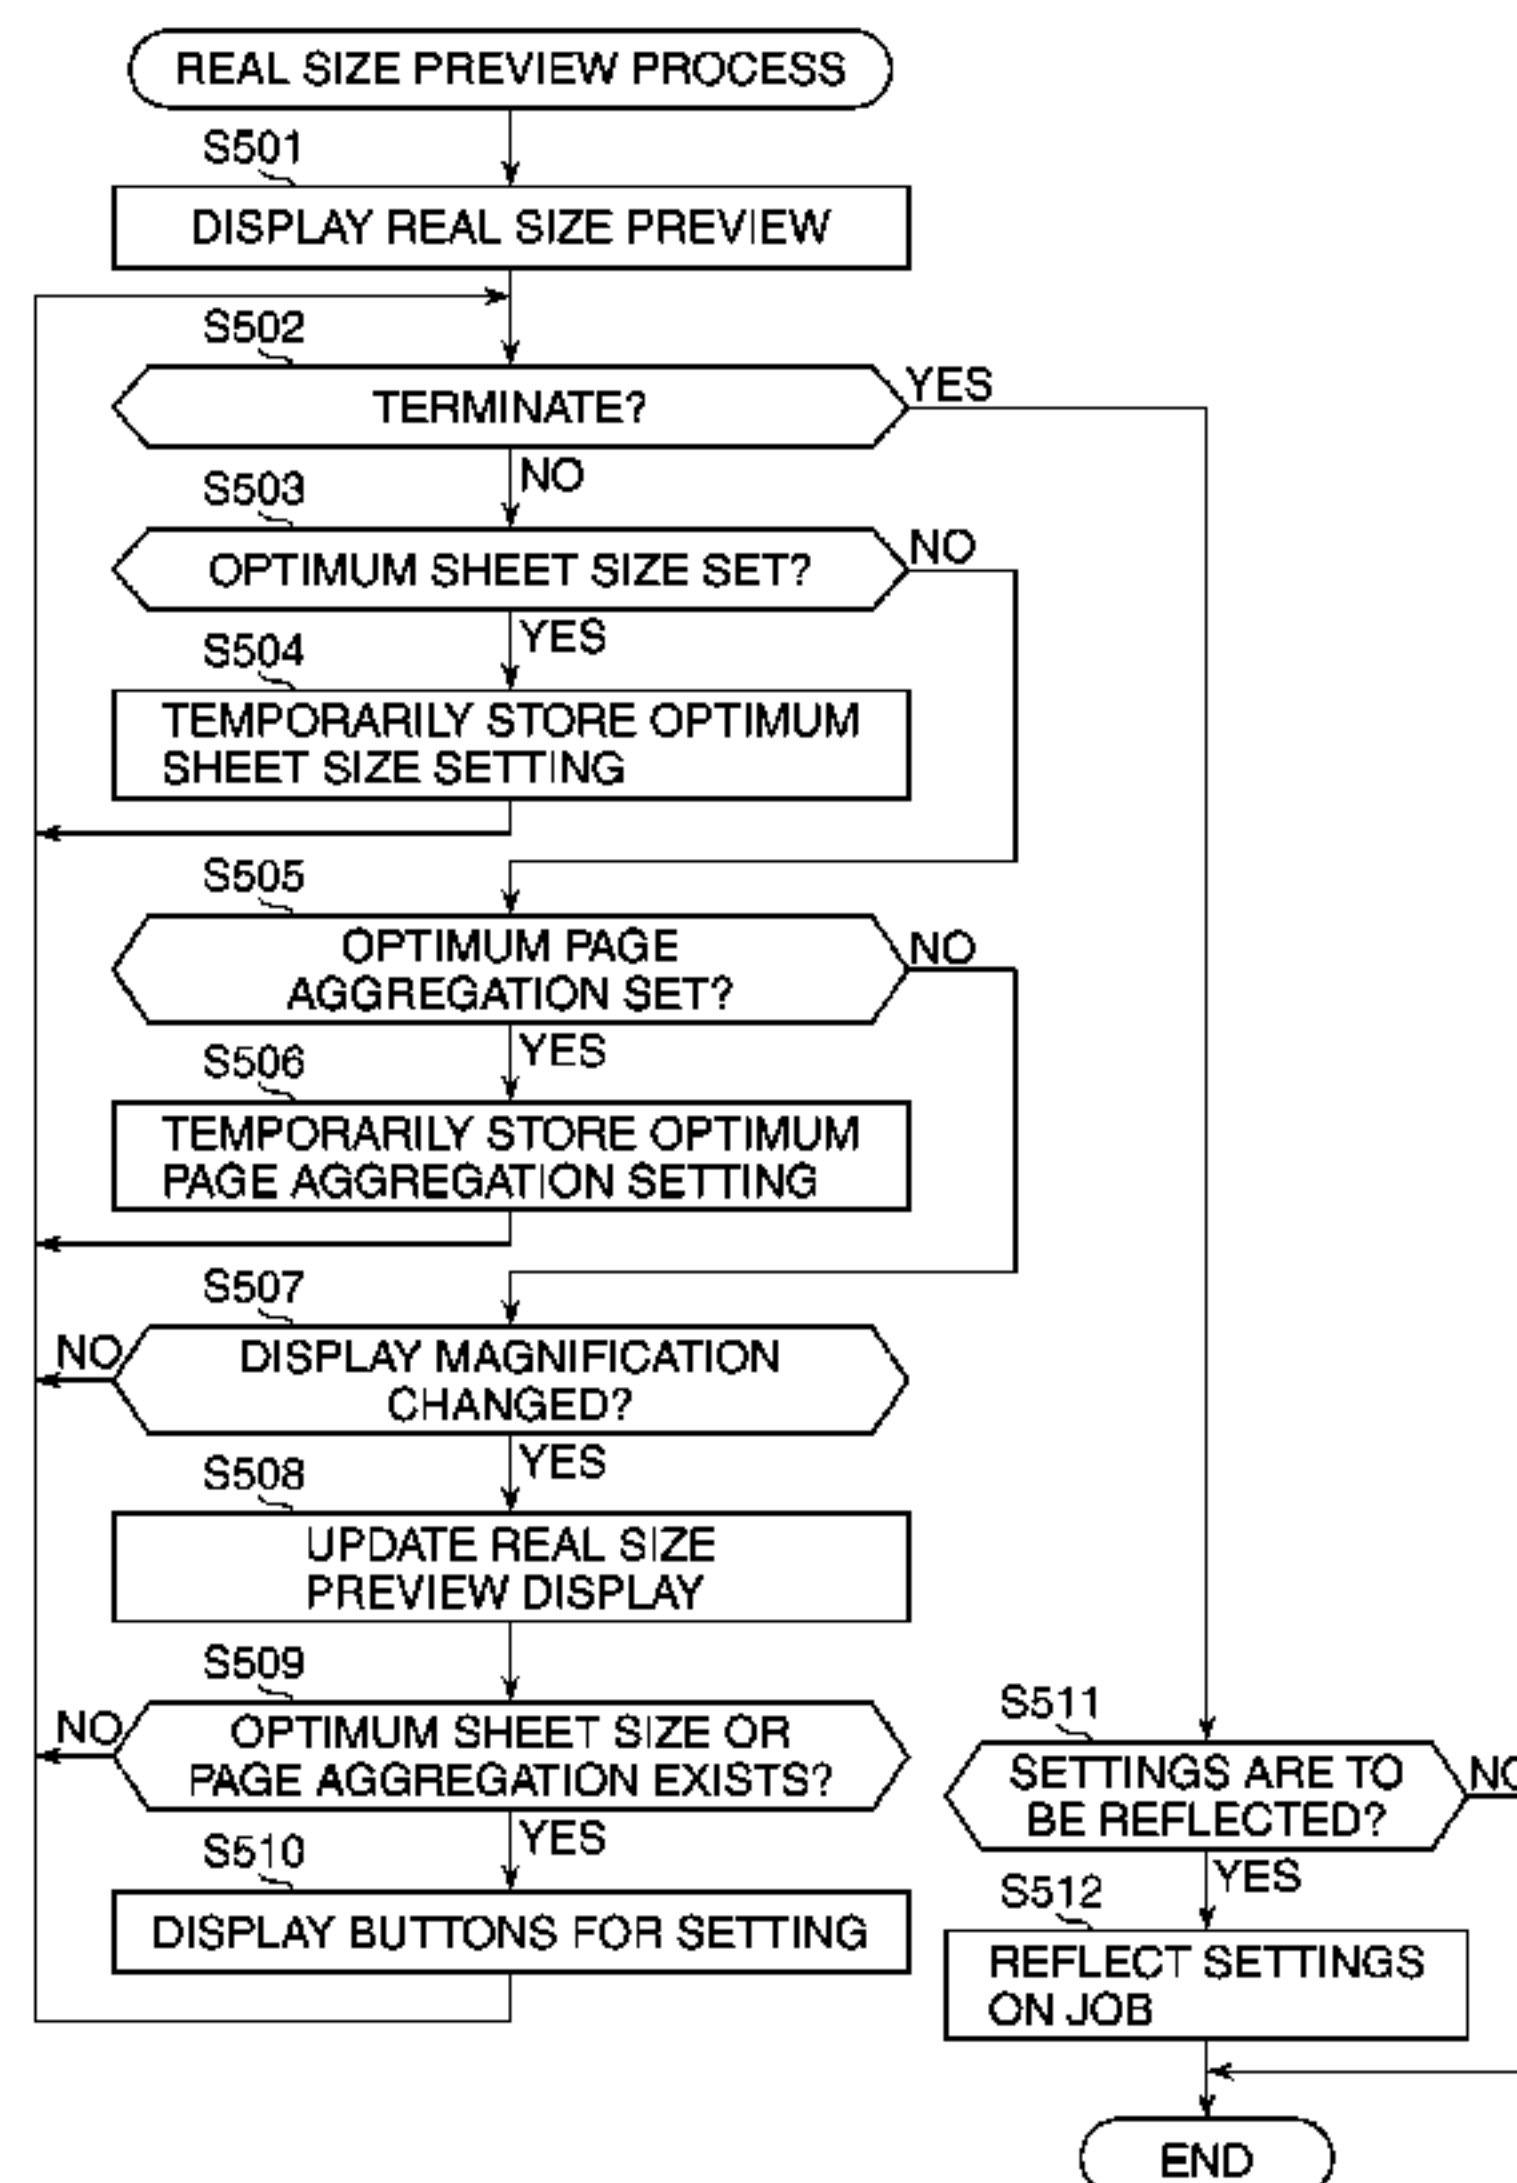 REAL SIZE PREVIEW PROCESS
S501
DISPLAY REAL SIZE PREVIEW
S502
TERMINATE?
YES
NO
S503
OPTIMUM SHEET SIZE SET?
NO
YES
S504
TEMPORARILY STORE OPTIMUM
SHEET SIZE SETTING
S505
OPTIMUM PAGE
AGGREGATION SET?
NO
YES
S506
TEMPORARILY STORE OPTIMUM
PAGE AGGREGATION SETTING
S507
NO
DISPLAY MAGNIFICATION
CHANGED?
YES
S508
UPDATE REAL SIZE
PREVIEW DISPLAY
S509
NO
OPTIMUM SHEET SIZE OR
PAGE AGGREGATION EXISTS?
YES
S510
DISPLAY BUTTONS FOR SETTING
S511
SETTINGS ARE TO
BE REFLECTED?
NO
YES
S512
REFLECT SETTINGS
ON JOB
END